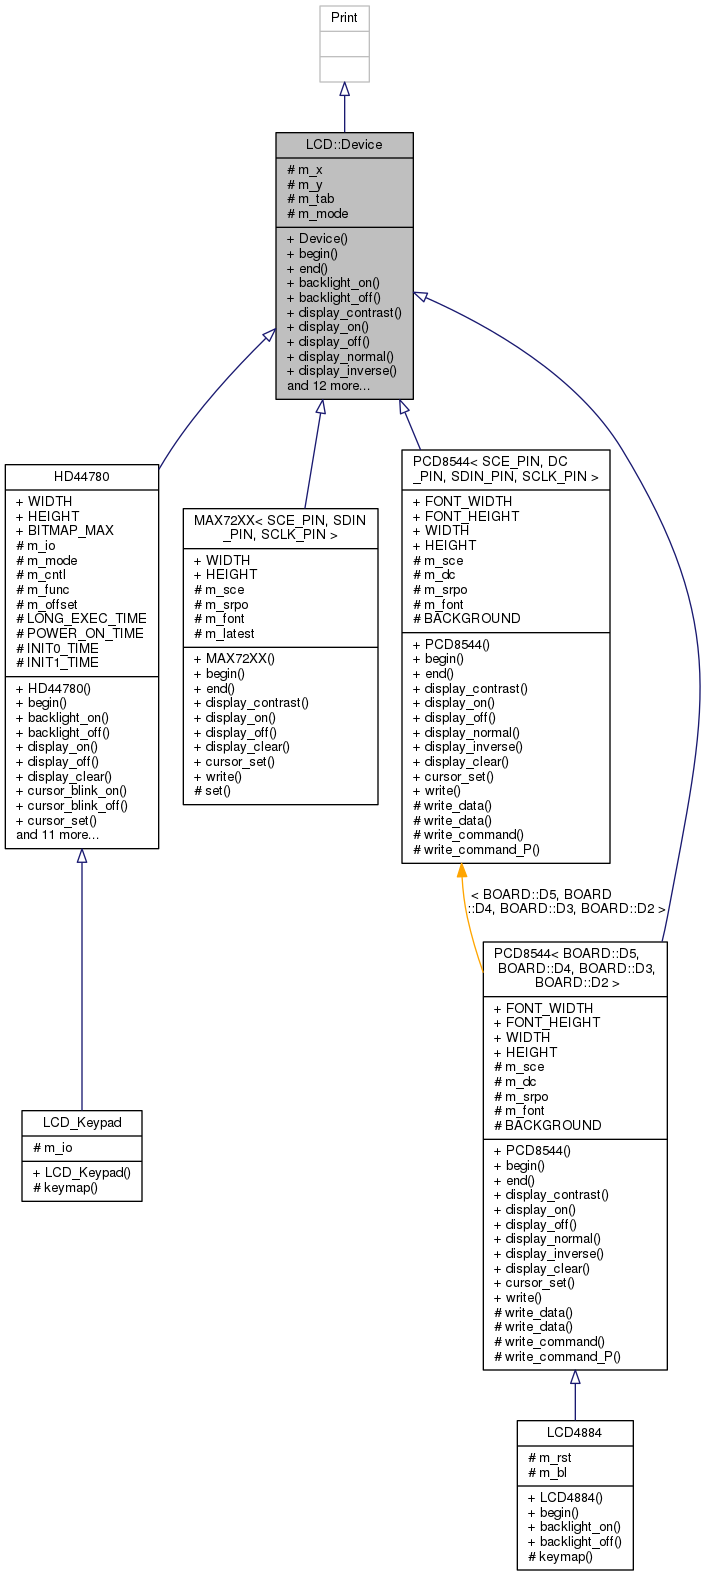 Print
LCD::Device
# m_x
# m_y
# m_tab
# m_mode
+ Device()
+ begin()
+ end()
+ backlight_on()
+ backlight_off()
+ display_contrast()
+ display_on()
+ display_off()
+ display_normal()
+ display_inverse()
and 12 more...
HD44780
+ WIDTH
+ HEIGHT
+ BITMAP_MAX
# m_io
# m_mode
# m_cntl
# m_func
# m_offset
# LONG_EXEC_TIME
# POWER_ON_TIME
# INIT0_TIME
# INIT1_TIME
+ HD44780()
+ begin()
+ backlight_on()
+ backlight_off()
+ display_on()
+ display_off()
+ display_clear()
+ cursor_blink_on()
+ cursor_blink_off()
+ cursor_set()
and 11 more...
MAX72XX< SCE_PIN, SDIN
_PIN, SCLK_PIN >
+ WIDTH
+ HEIGHT
# m_sce
# m_srpo
# m_font
# m_latest
+ MAX72XX()
+ begin()
+ end()
+ display_contrast()
+ display_on()
+ display_off()
+ display_clear()
+ cursor_set()
+ write()
# set()
PCD8544< SCE_PIN, DC
_PIN, SDIN_PIN, SCLK_PIN >
+ FONT_WIDTH
+ FONT_HEIGHT
+ WIDTH
+ HEIGHT
# m_sce
# m_dc
# m_srpo
# m_font
# BACKGROUND
+ PCD8544()
+ begin()
+ end()
+ display_contrast()
+ display_on()
+ display_off()
+ display_normal()
+ display_inverse()
+ display_clear()
+ cursor_set()
+ write()
# write_data()
# write_data()
# write_command()
# write_command_P()
< BOARD::D5, BOARD
::D4, BOARD::D3, BOARD::D2 >
PCD8544< BOARD::D5,
BOARD::D4, BOARD::D3,
BOARD::D2 >
+ FONT_WIDTH
+ FONT_HEIGHT
+ WIDTH
+ HEIGHT
# m_sce
# m_dc
# m_srpo
# m_font
# BACKGROUND
+ PCD8544()
+ begin()
+ end()
+ display_contrast()
+ display_on()
+ display_off()
+ display_normal()
+ display_inverse()
+ display_clear()
+ cursor_set()
+ write()
# write_data()
# write_data()
# write_command()
# write_command_P()
LCD_Keypad
# m_io
+ LCD_Keypad()
# keymap()
LCD4884
# m_rst
# m_bl
+ LCD4884()
+ begin()
+ backlight_on()
+ backlight_off()
# keymap()